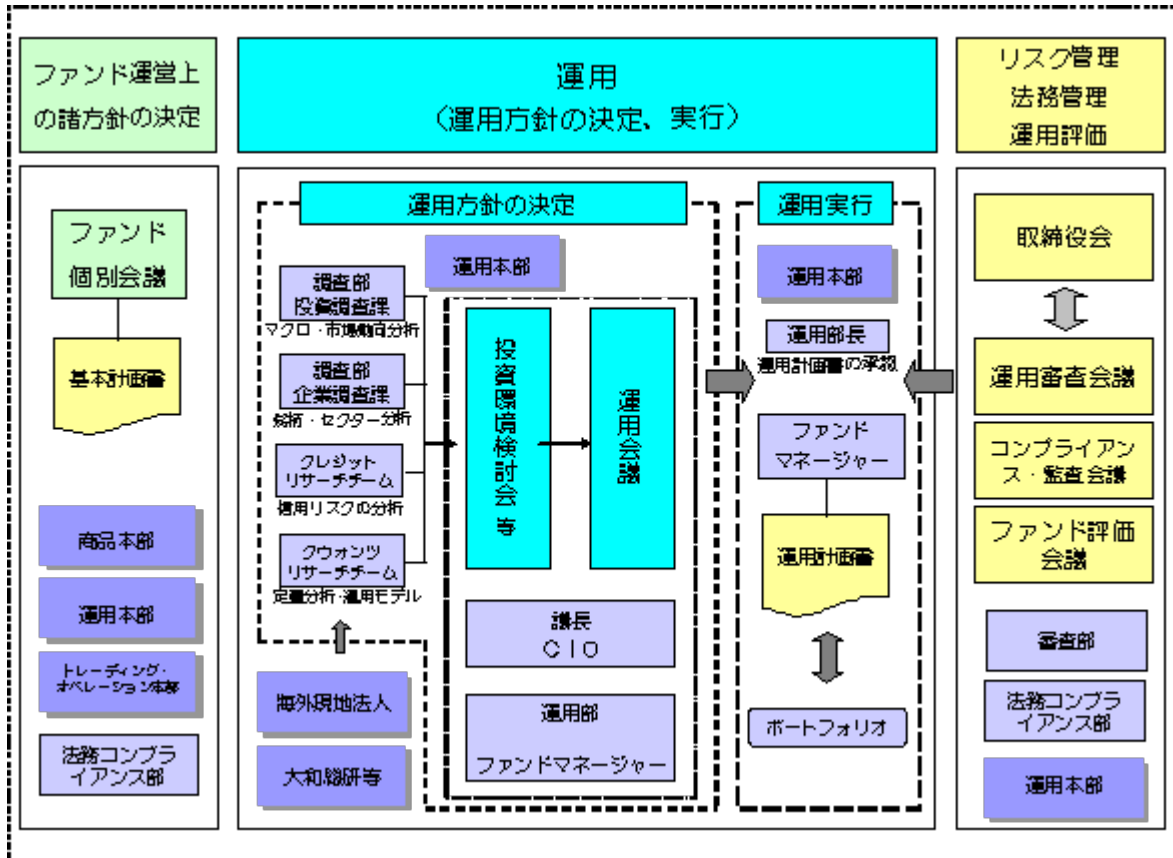 ファンド運営上
の諸方針の決定
運用
(運用方針の決定、実行)
リスク管理
法務管理
運用評価
ファンド
個別会議
基本計画書
商品本部
運用本部
トレーディング・
オペレーション本部
法務コンプラ
イアンス部
運用方針の決定
運用本部
調査部
投資調査課
マクロ・市場動向分析
調査部
企業調査課
銘柄・セクター分析
クレジット
リサーチチーム
信用リスクの分析
クウォンツ
リサーチチーム
定量分析・運用モデル
海外現地法人
大和総研等
投資環境検討会 等
運用会議
議長
CIO
運用部
ファンドマネージャー
運用実行
運用本部
運用部長
運用計画書の承認
ファンド
マネージャー
運用計画書
ポートフォリオ
取締役会
運用審査会議
コンプライアン
ス・監査会議
ファンド評価
会議
審査部
法務コンプラ
イアンス部
運用本部